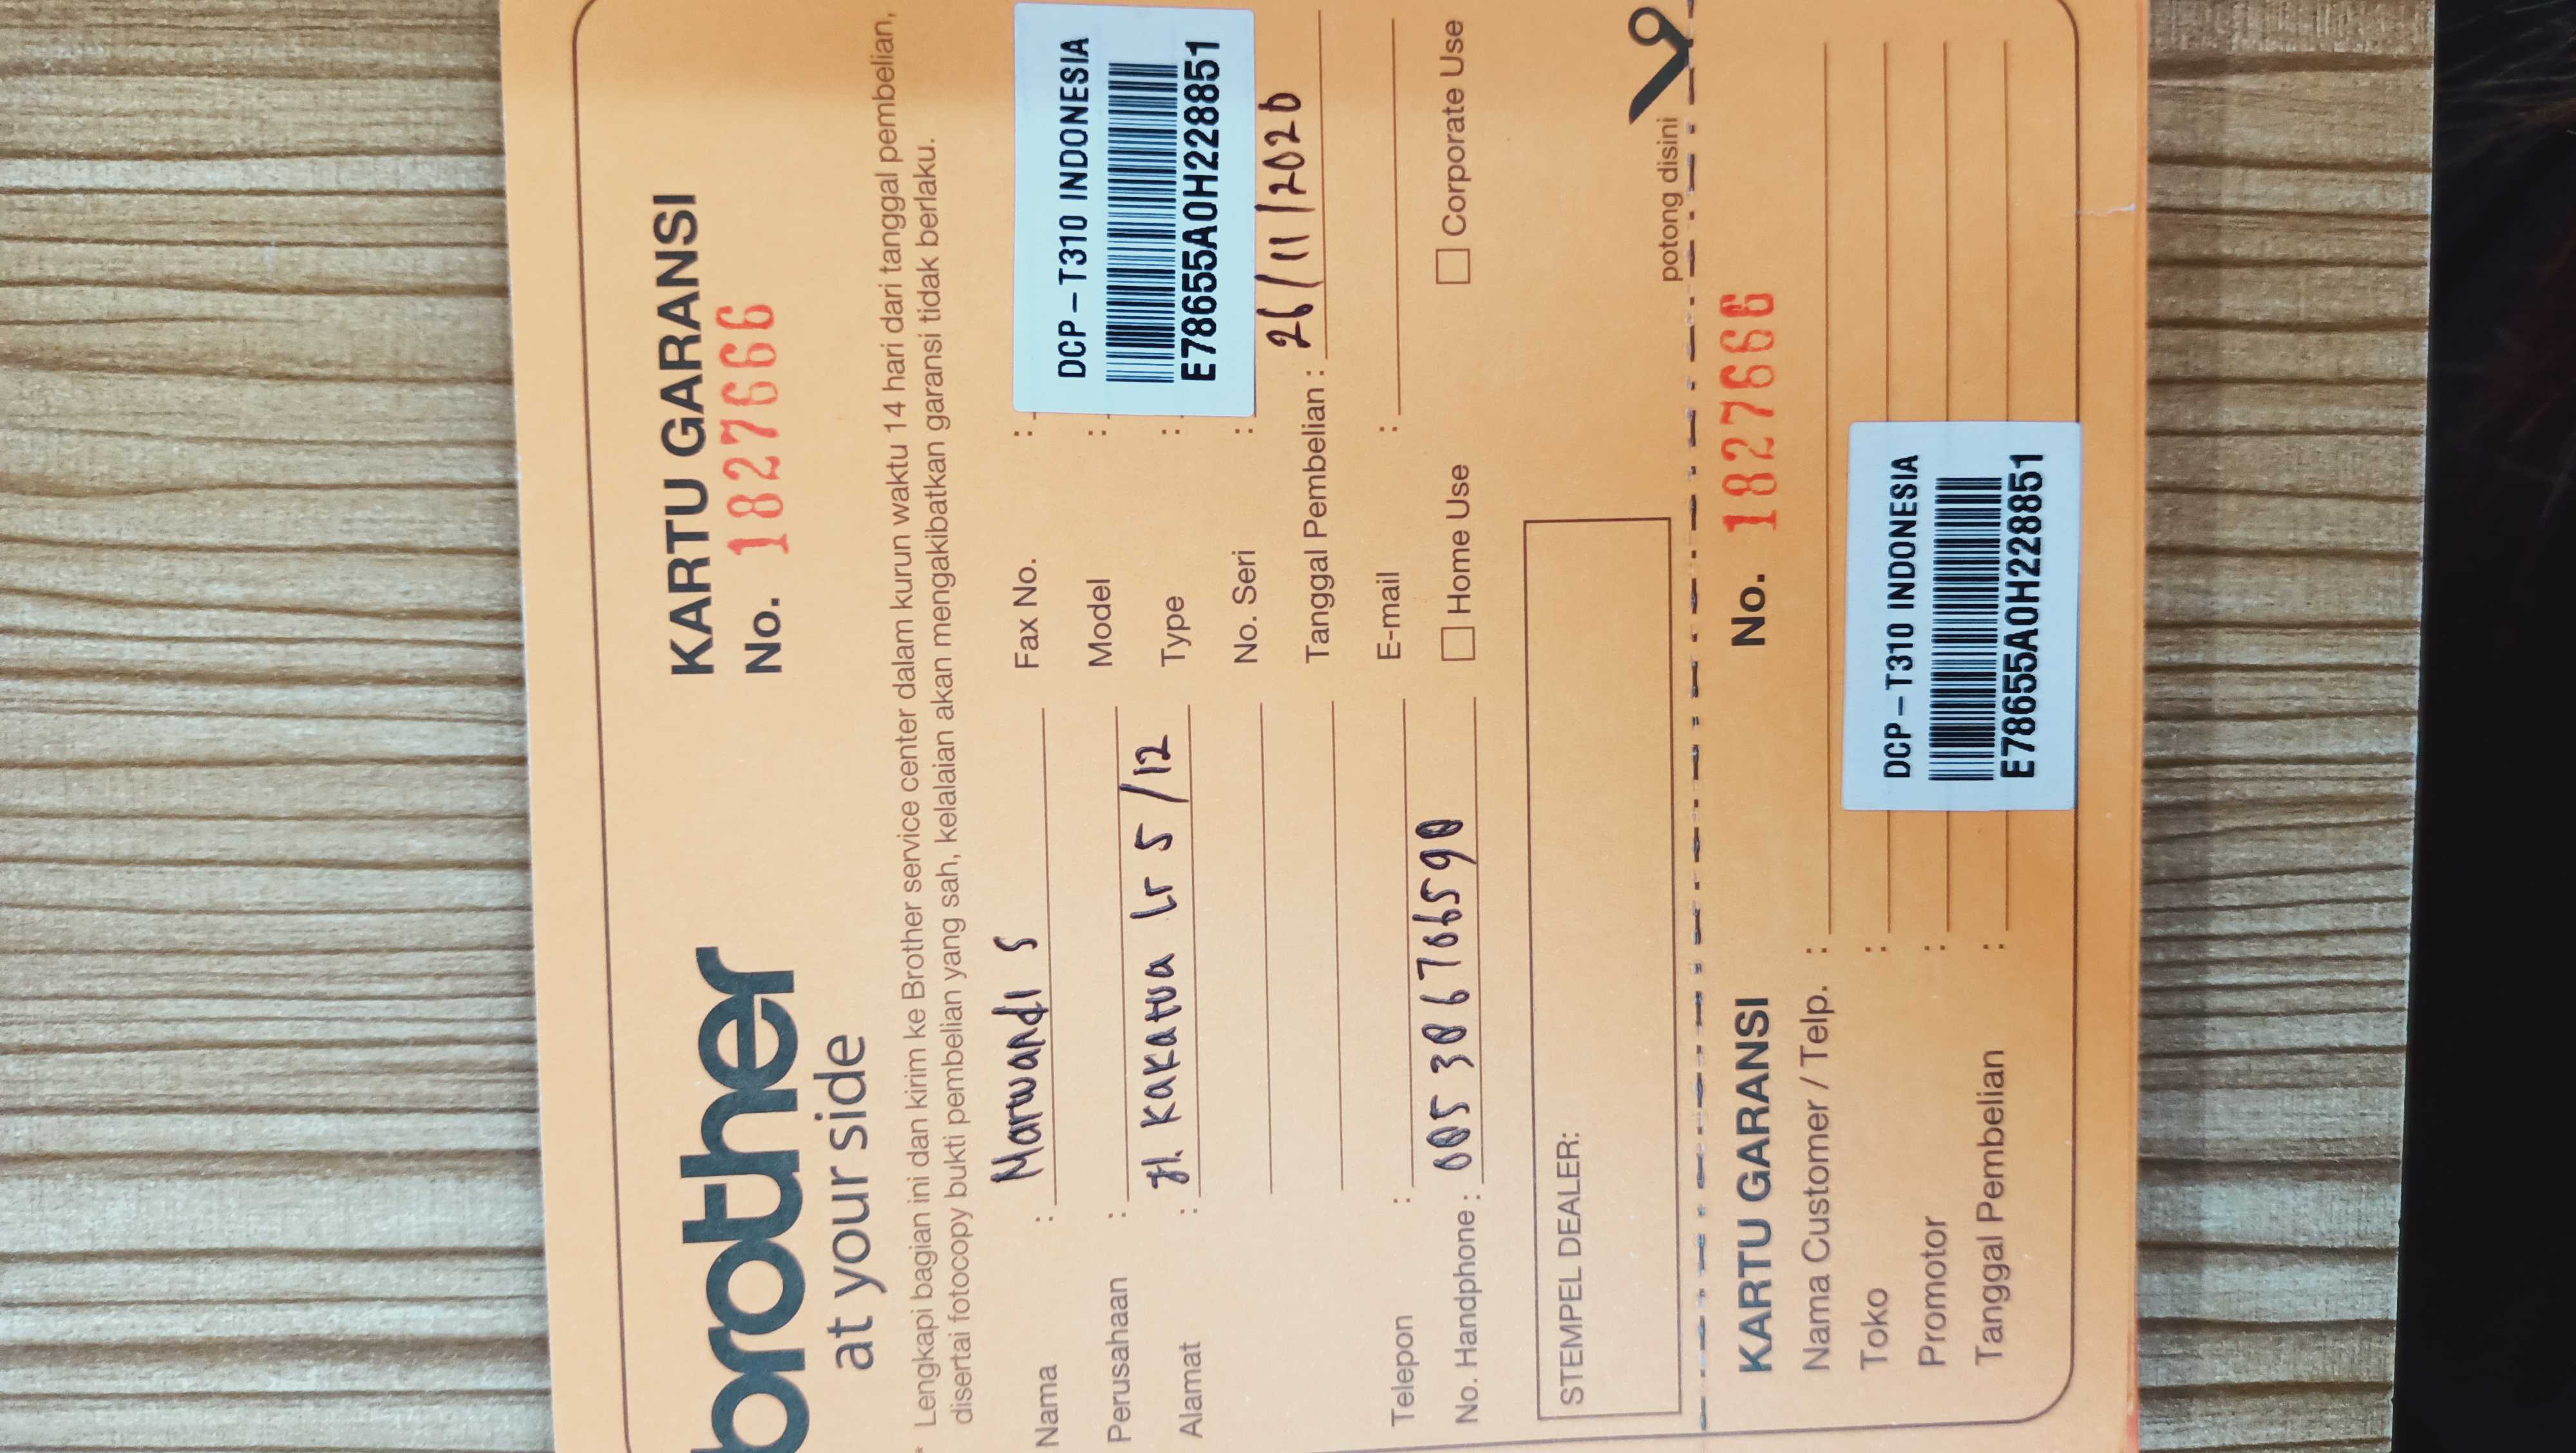 brother
at your side
KARTU GARANSI
No. 1827666
* Lengkapi bagian ini dan kirim ke Brother service center dalam kurun waktu 14 hari dari tanggal pembelian,
disertai fotocopy bukti pembelian yang sah, kelalaian akan mengakibatkan garansi tidak berlaku.
Nama : Marwandi S
Perusahaan :
Alamat : Jl. Kakatua Lr 5 /12
Telepon :
No. Handphone :
Fax No. :
Model :
Type :
No. Seri :
DCP-T310 INDONESIA
E78655A0H228851
Tanggal Pembelian : 26/11/2020
E-mail :
Home Use
Corporate Use
STEMPEL DEALER:
potong disini
KARTU GARANSI
No. 1827666
Nama Customer / Telp. :
Toko :
Promotor :
Tanggal Pembelian :
DCP-T310 INDONESIA
E78655A0H228851